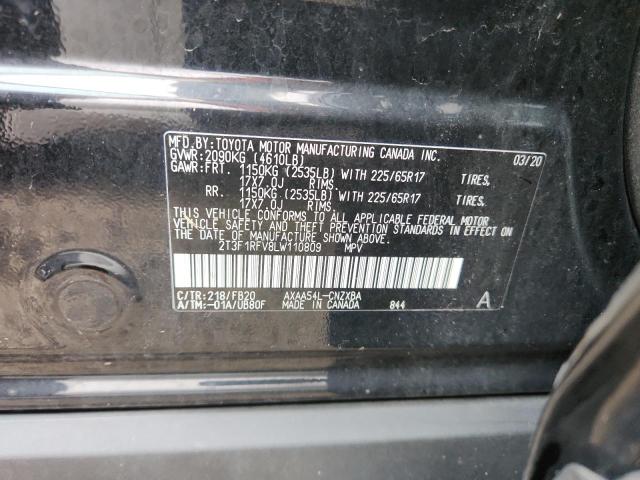 MFD.BY:TOYOTA MOTOR MANUFACTURING CANADA INC. 03/20
GVWR:2090KG (4610LB)
GAWR:FRT. 1150KG (2535LB) WITH 225/65R17 TIRES,
17X7.0J RIMS.
RR. 1150KG (2535LB) WITH 225/65R17 TIRES,
17X7.0J RIMS.
THIS VEHICLE CONFORMS TO ALL APPLICABLE FEDERAL MOTOR
VEHICLE SAFETY AND THEFT PREVENTION STANDARDS IN EFFECT
ON THE DATE OF MANUFACTURE SHOWN ABOVE.
2T3F1RFV8LW110809 MPV
C/TR:218/FB20 AXAA54L-CNZXBA A
A/TM:-01A/UB80F MADE IN CANADA 844